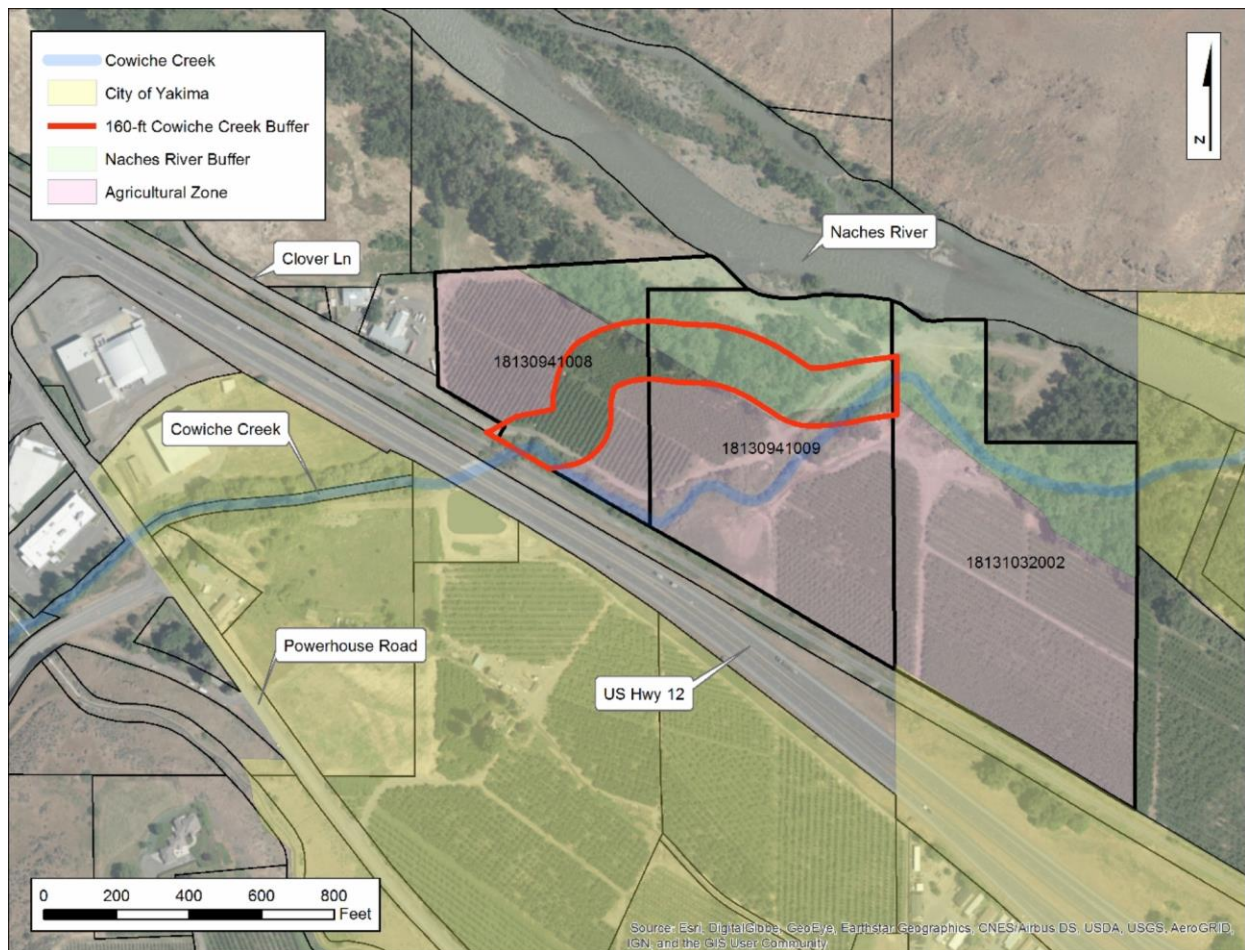 Cowiche Creek
City of Yakima
160-ft Cowiche Creek Buffer
Naches River Buffer
Agricultural Zone
N
Naches River
Clover Ln
18130941008
Cowiche Creek
18130941009
18131032002
Powerhouse Road
US Hwy 12
0 200 400 600 800
Feet
Source: Esri, DigitalGlobe, GeoEye, Earthstar Geographics, CNES/Airbus DS, USDA, USGS, AeroGRID,
IGN, and the GIS User Community